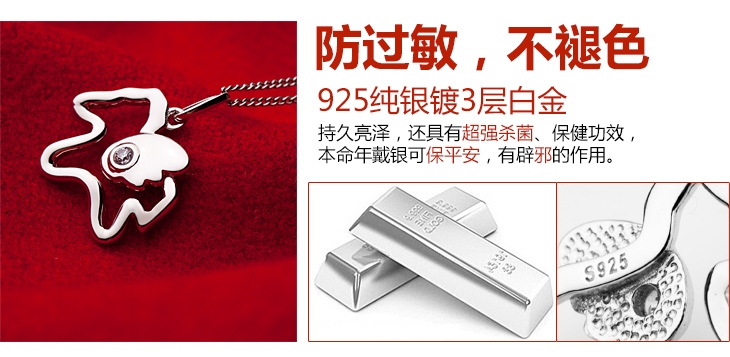 防过敏，不褪色
925纯银镀3层白金
持久亮泽，还具有超强杀菌、保健功效，
本命年戴银可保平安，有辟邪的作用。
S925